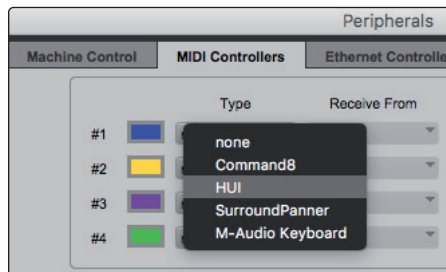 Peripherals
Machine Control MIDI Controllers Ethernet Controlle
Type Receive From
#1
none
Command8
#2
HUI
#3
SurroundPanner
#4
M-Audio Keyboard